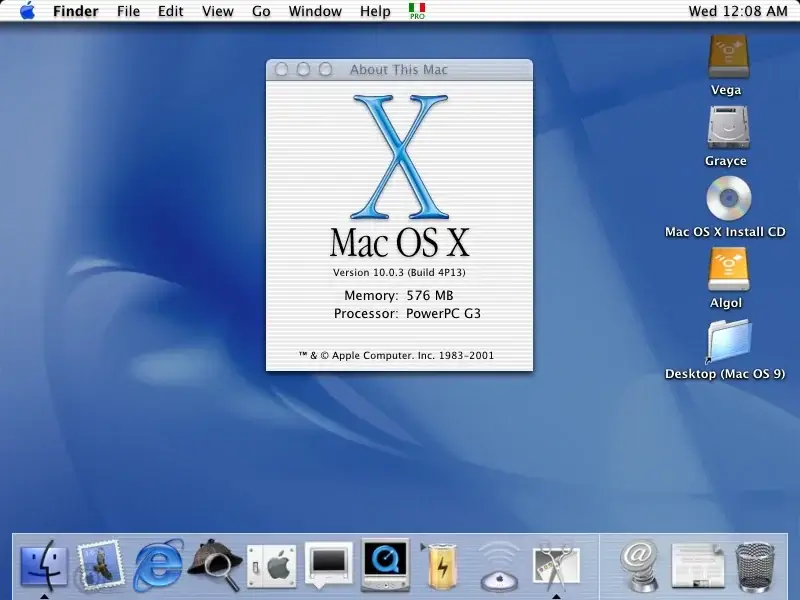 Finder File Edit View Go Window Help PRO Wed 12:08 AM
About This Mac
X
Mac OS X
Version 10.0.3 (Build 4P13)
Memory: 576 MB
Processor: PowerPC G3
™ & © Apple Computer. Inc. 1983-2001
Vega
Grayce
Mac OS X Install CD
Algol
Desktop (Mac OS 9)
@